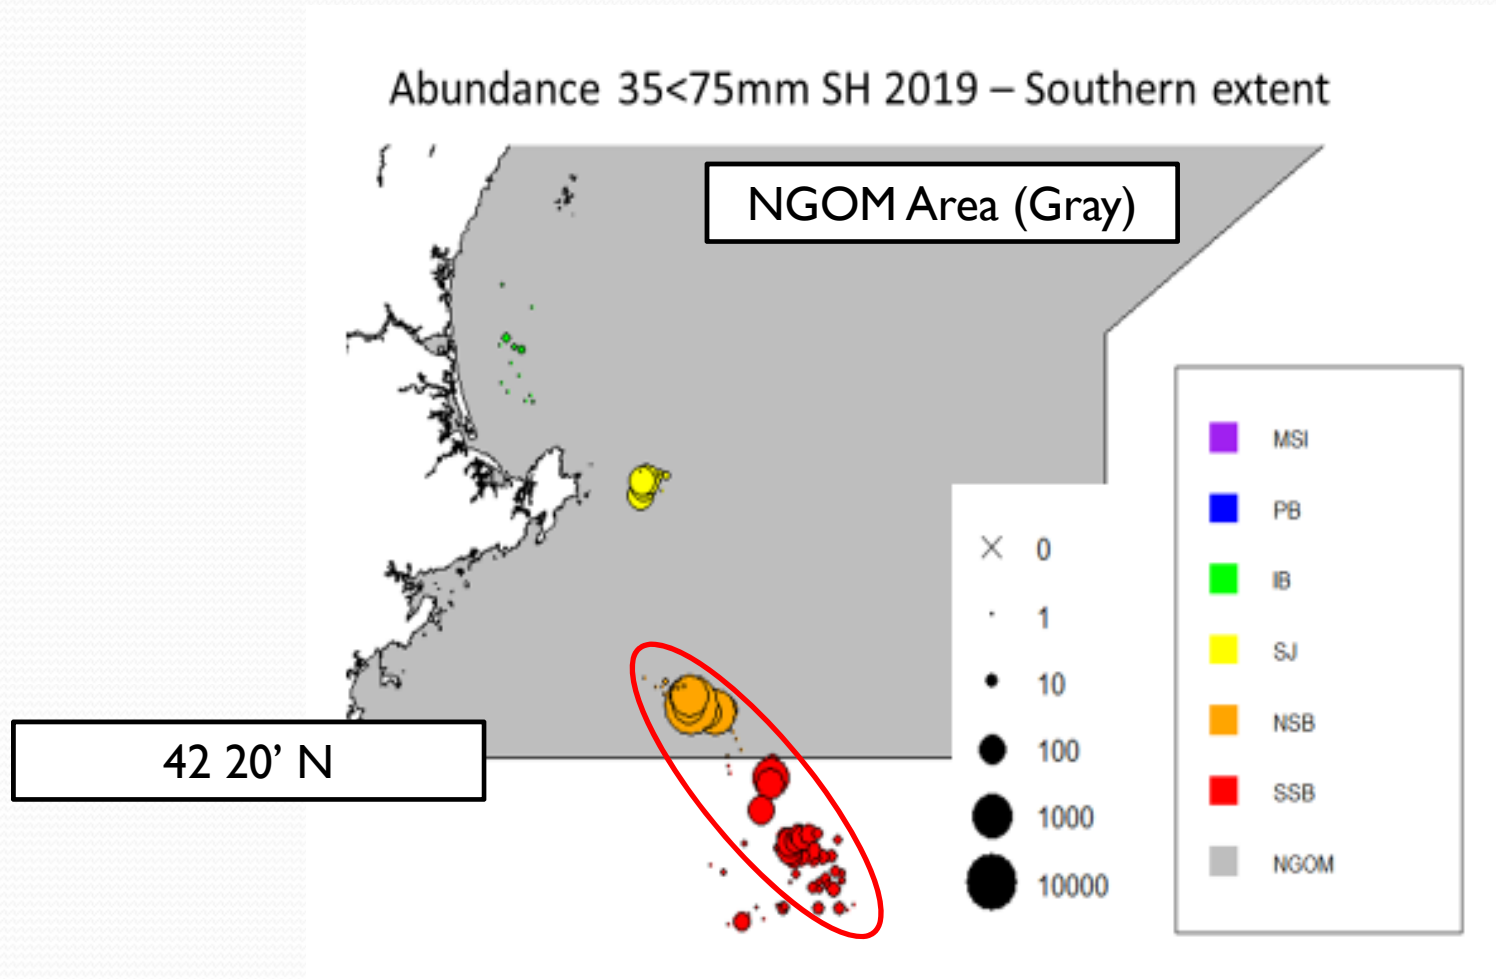 Abundance 35<75mm SH 2019 – Southern extent
NGOM Area (Gray)
42 20’ N
0
1
10
100
1000
10000
MSI
PB
IB
SJ
NSB
SSB
NGOM